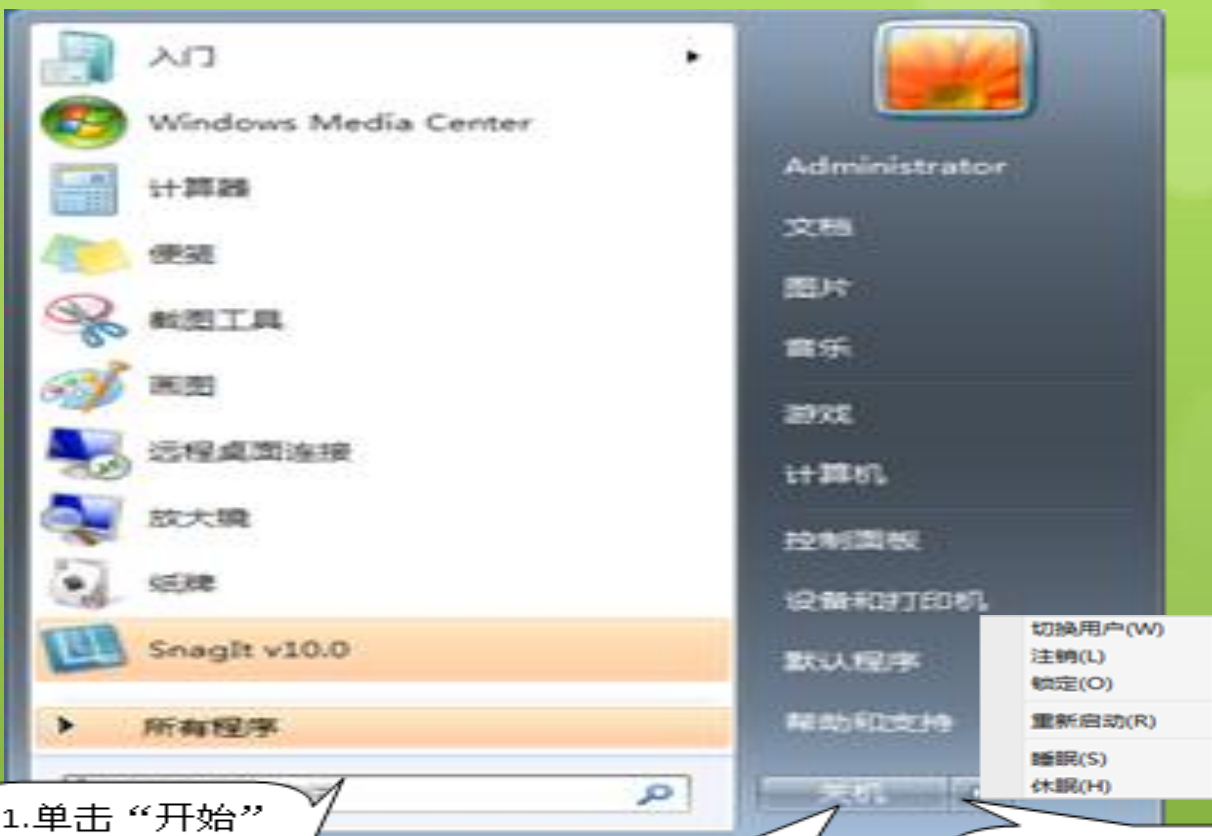 入门
Windows Media Center
计算器
便笺
截图工具
画图
远程桌面连接
放大镜
纸牌
SnagIt v10.0
所有程序
Administrator
文档
图片
音乐
游戏
计算机
控制面板
设备和打印机
默认程序
帮助和支持
关机
切换用户(W)
注销(L)
锁定(O)
重新启动(R)
睡眠(S)
休眠(H)
1.单击“开始”